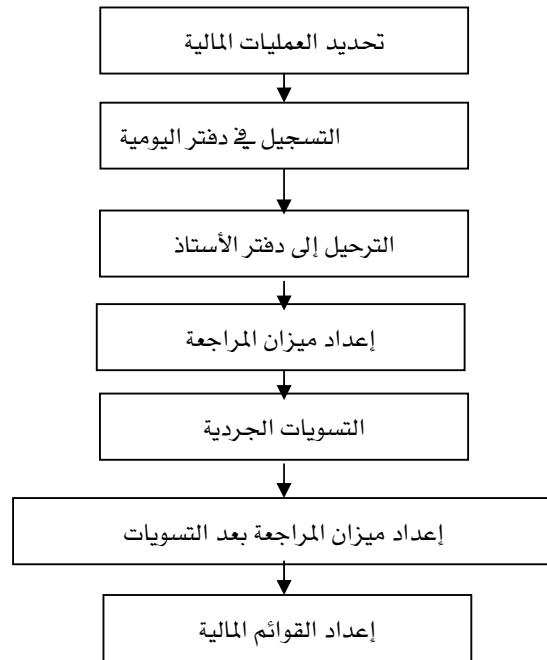 تحديد العمليات المالية
التسجيل في دفتر اليومية
الترحيل إلى دفتر الأستاذ
إعداد ميزان المراجعة
التسويات الجردية
إعداد ميزان المراجعة بعد التسويات
إعداد القوائم المالية